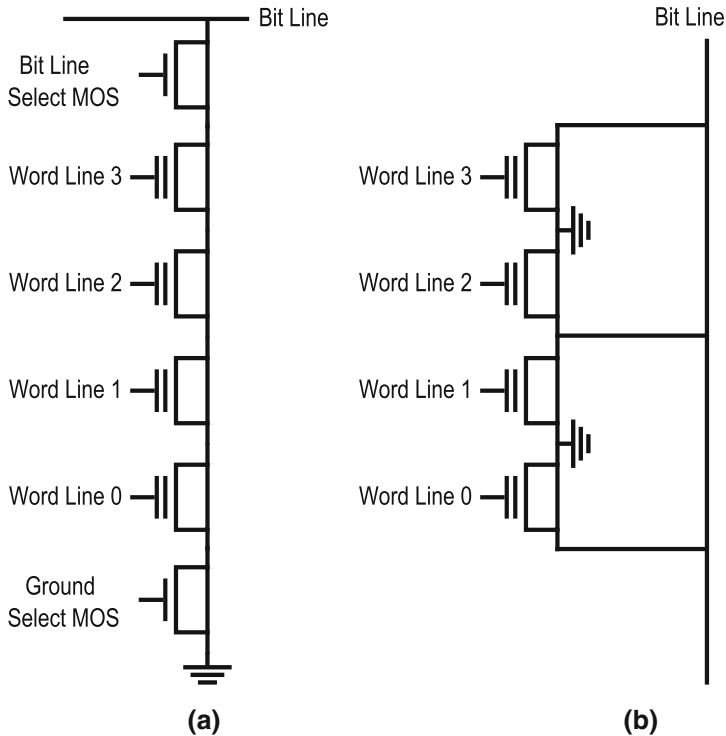 Bit Line
Bit Line
Select MOS
Word Line 3
Word Line 2
Word Line 1
Word Line 0
Ground
Select MOS
(a)
Bit Line
Word Line 3
Word Line 2
Word Line 1
Word Line 0
(b)